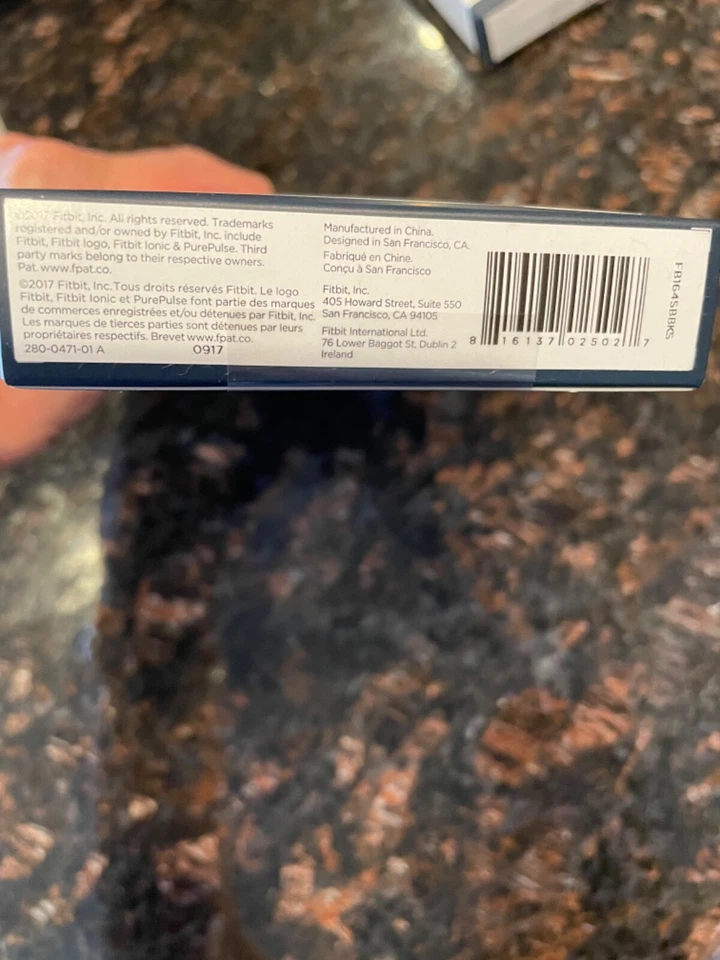 ©2017 Fitbit, Inc. All rights reserved. Trademarks
registered and/or owned by Fitbit, Inc. include
Fitbit, Fitbit logo, Fitbit Ionic & PurePulse. Third
party marks belong to their respective owners.
Pat. www.fpat.co.
©2017 Fitbit, Inc.Tous droits réservés Fitbit. Le logo
Fitbit, Fitbit Ionic et PurePulse font partie des marques
de commerces enregistrées et/ou détenues par Fitbit, Inc.
Les marques de tierces parties sont détenues par leurs
propriétaires respectifs. Brevet www.fpat.co.
280-0471-01 A 0917
Manufactured in China.
Designed in San Francisco, CA.
Fabriqué en Chine.
Conçu à San Francisco
Fitbit, Inc.
405 Howard Street, Suite 550
San Francisco, CA 94105
Fitbit International Ltd.
76 Lower Baggot St, Dublin 2
Ireland
8 16137 02502 7
FB164SBBKS